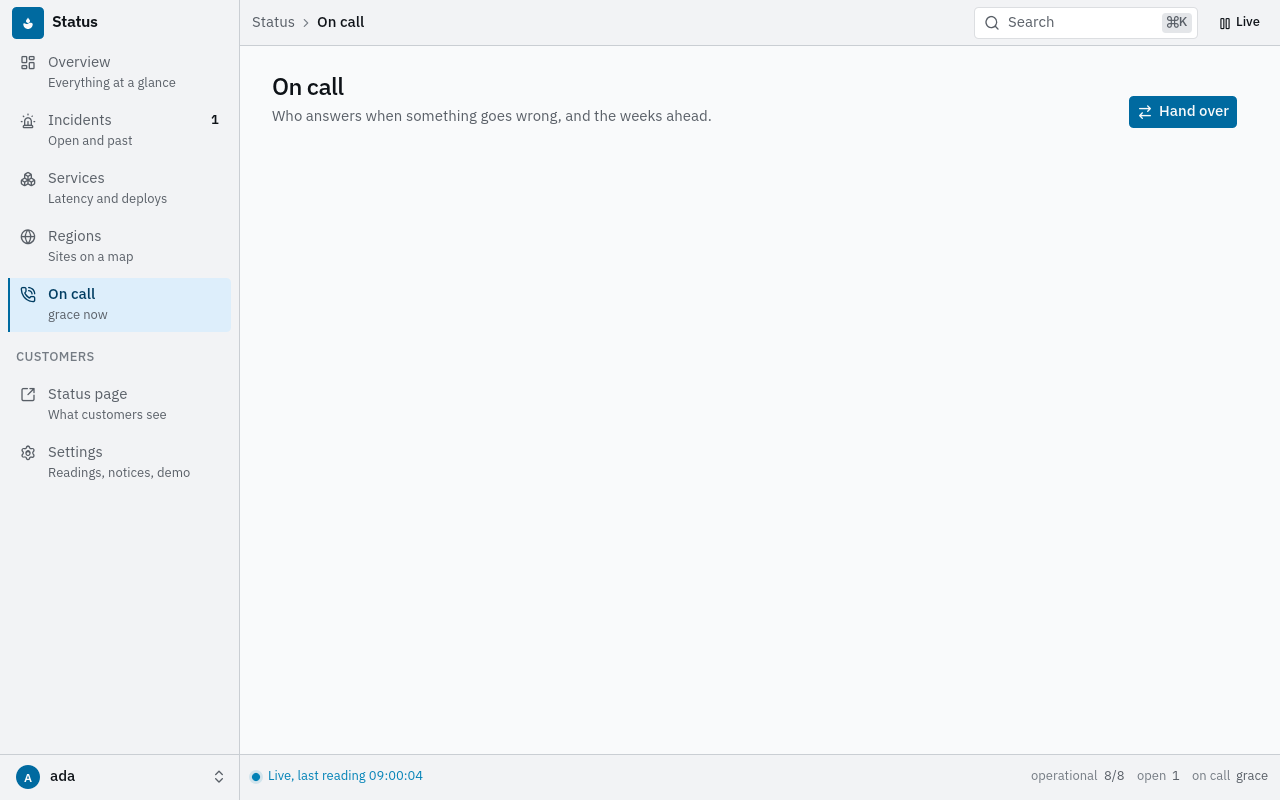 Status
Overview
Everything at a glance
Incidents
1
Open and past
Services
Latency and deploys
Regions
Sites on a map
On call
grace now
CUSTOMERS
Status page
What customers see
Settings
Readings, notices, demo
A
ada
Status
On call
Search
⌘K
Live
On call
Who answers when something goes wrong, and the weeks ahead.
Hand over
Live, last reading 09:00:04
operational 8/8 open 1 on call grace